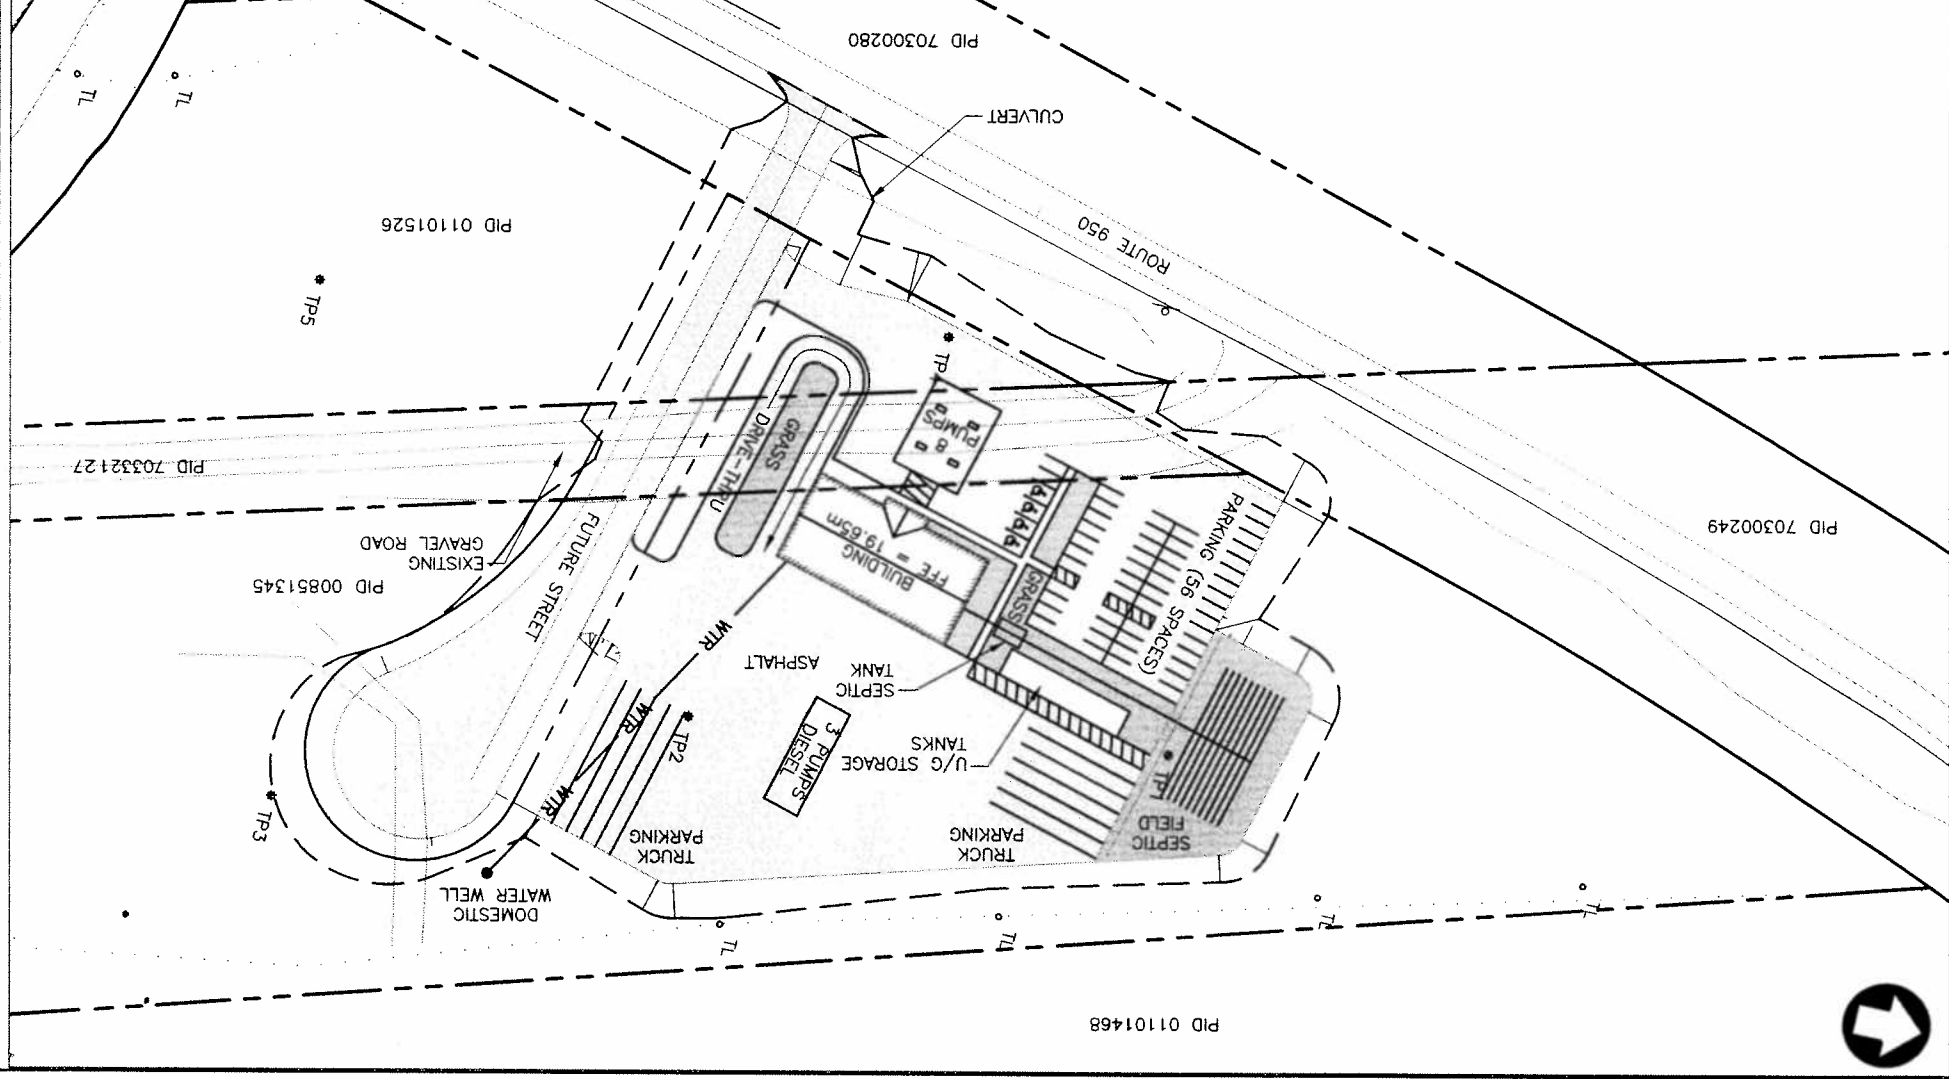 PID 01101468
DOMESTIC
WATER WELL
TL
TL
TL
TL
TP3
TRUCK
PARKING
TRUCK
PARKING
SEPTIC
FIELD
TP1
3 PUMPS
DIESEL
U/G STORAGE
TANKS
SEPTIC
TANK
ASPHALT
TP2
WTR
WTR
WTR
PID 00851345
EXISTING
GRAVEL ROAD
FUTURE STREET
BUILDING
FFE = 19.65m
GRASS
PARKING (56 SPACES)
PID 70300249
PID 70332127
GRASS
DRIVE-THRU
8
PUMPS
TP
TP5
PID 01101526
ROUTE 950
CULVERT
TL
TL
PID 70300280